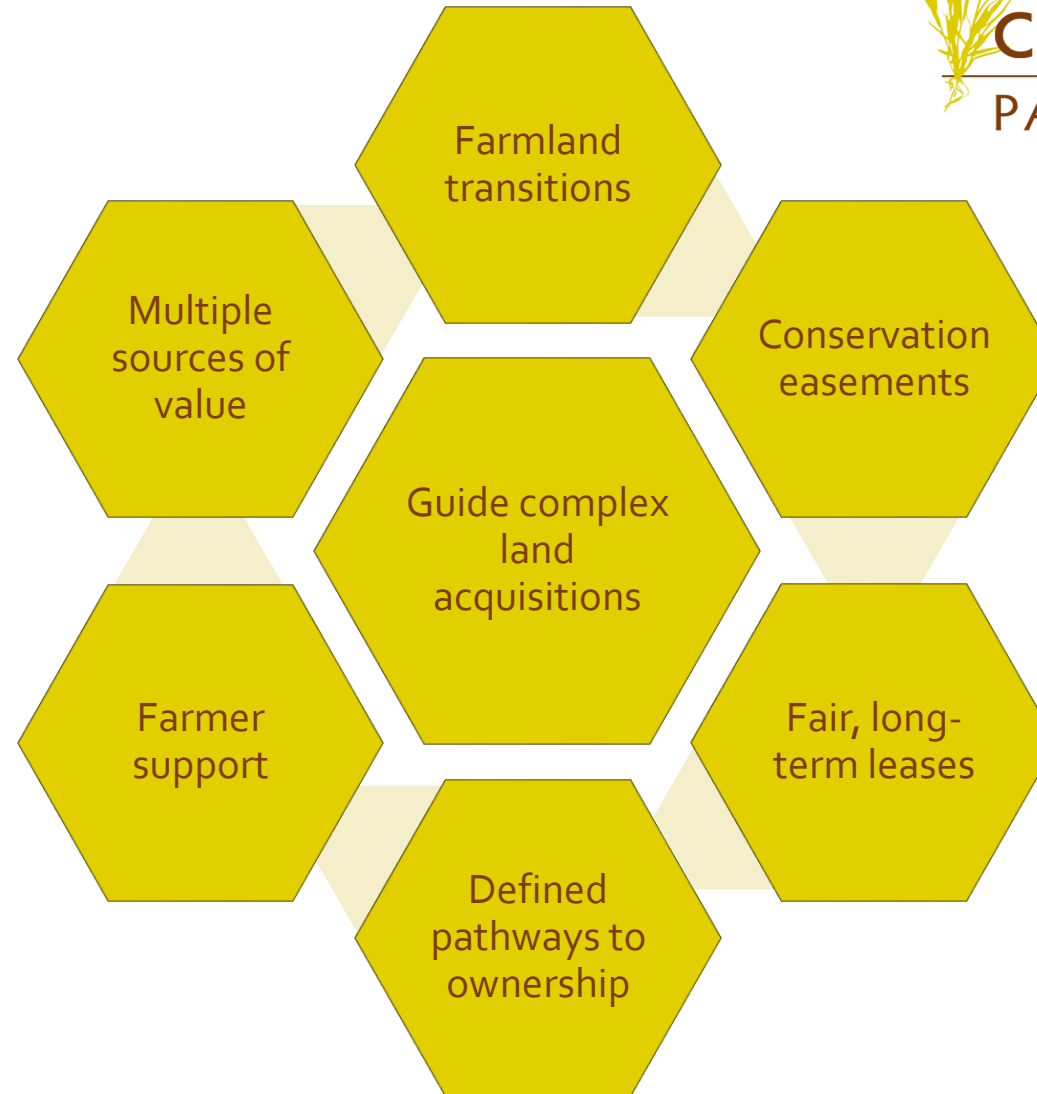 C
PA
Farmland
transitions
Multiple
sources of
value
Conservation
easements
Guide complex
land
acquisitions
Farmer
support
Fair, long-
term leases
Defined
pathways to
ownership